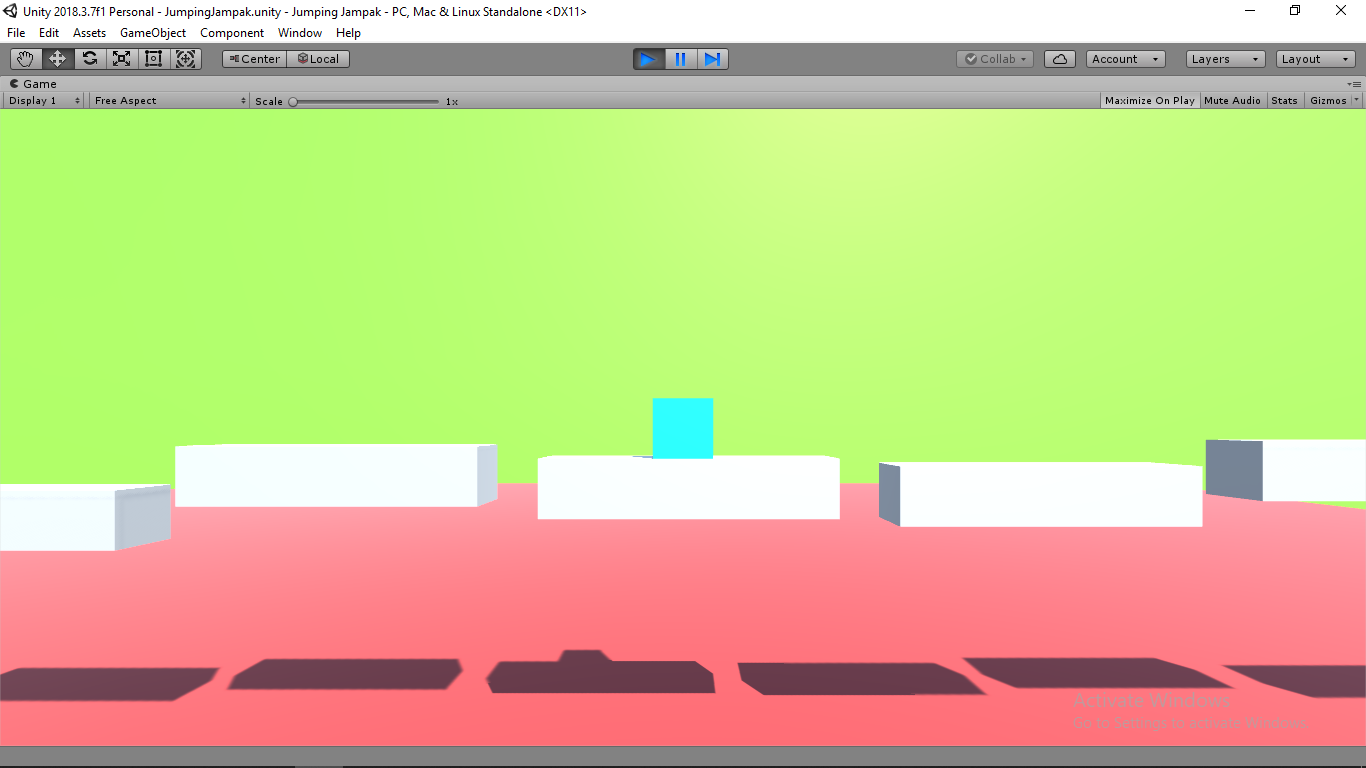 Unity 2018.3.7f1 Personal - JumpingJampak.unity - Jumping Jampak - PC, Mac & Linux Standalone <DX11>
File Edit Assets GameObject Component Window Help
Center Local Collab Account Layers Layout
Game
Display 1 Free Aspect Scale 1x Maximize On Play Mute Audio Stats Gizmos
Activate Windows
Go to Settings to activate Windows.